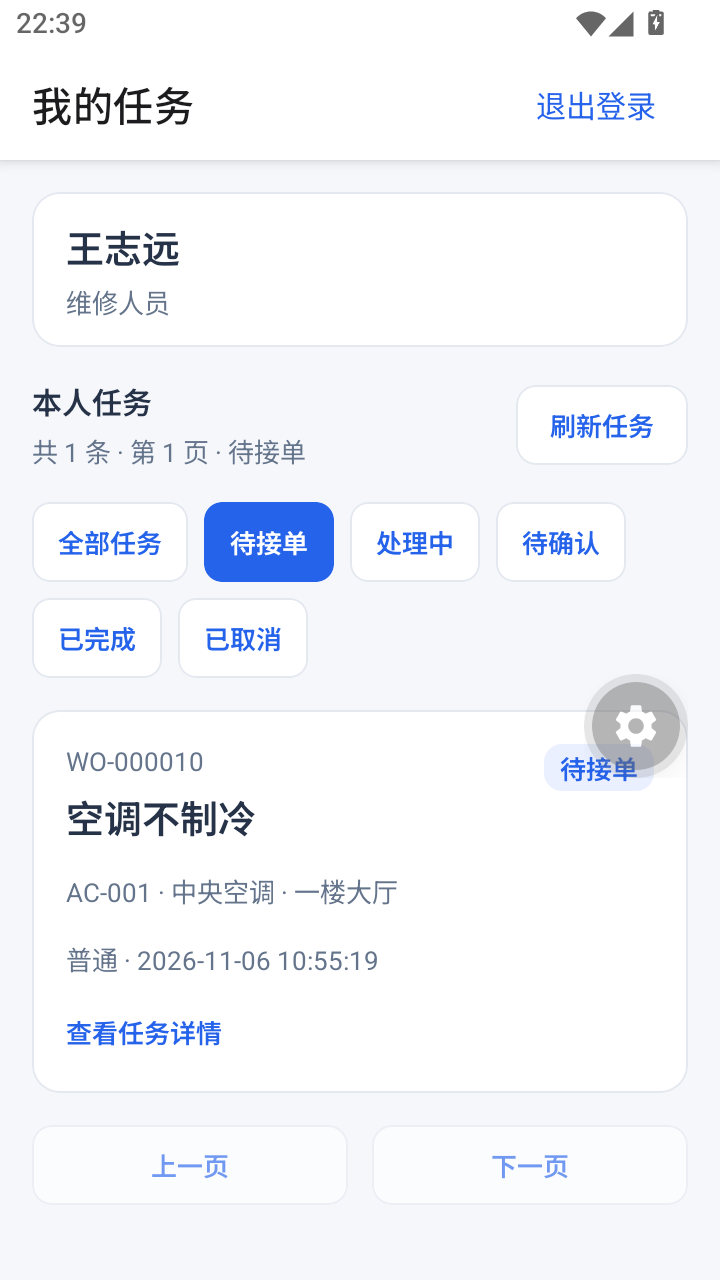 22:39
我的任务
退出登录
王志远
维修人员
本人任务
共 1 条 · 第 1 页 · 待接单
刷新任务
全部任务
待接单
处理中
待确认
已完成
已取消
WO-000010
待接单
空调不制冷
AC-001 · 中央空调 · 一楼大厅
普通 · 2026-11-06 10:55:19
查看任务详情
上一页
下一页